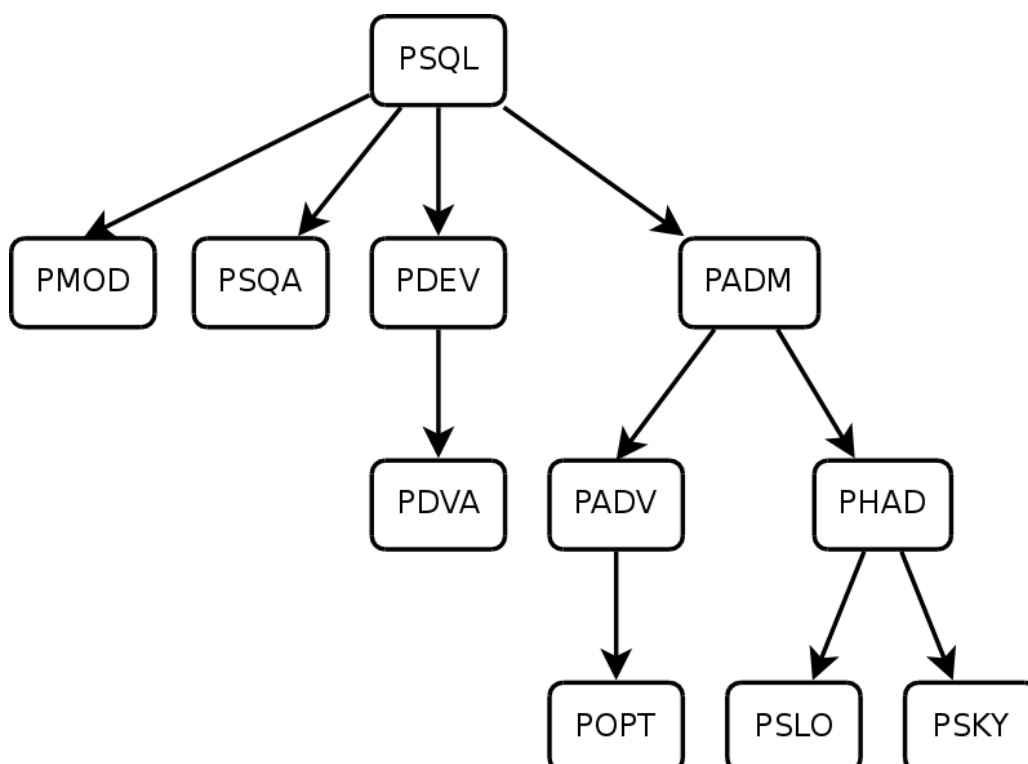 PSQL
PMOD PSQA PDEV PADM
PDVA PADV PHAD
POPT PSLO PSKY